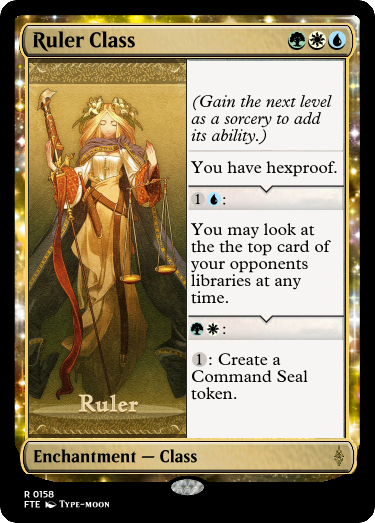 Ruler Class
(Gain the next level
as a sorcery to add
its ability.)
You have hexproof.
1 :
You may look at
the the top card of
your opponents
libraries at any
time.
:
1: Create a
Command Seal
token.
Ruler
Enchantment — Class
R 0158
FTE Type-moon